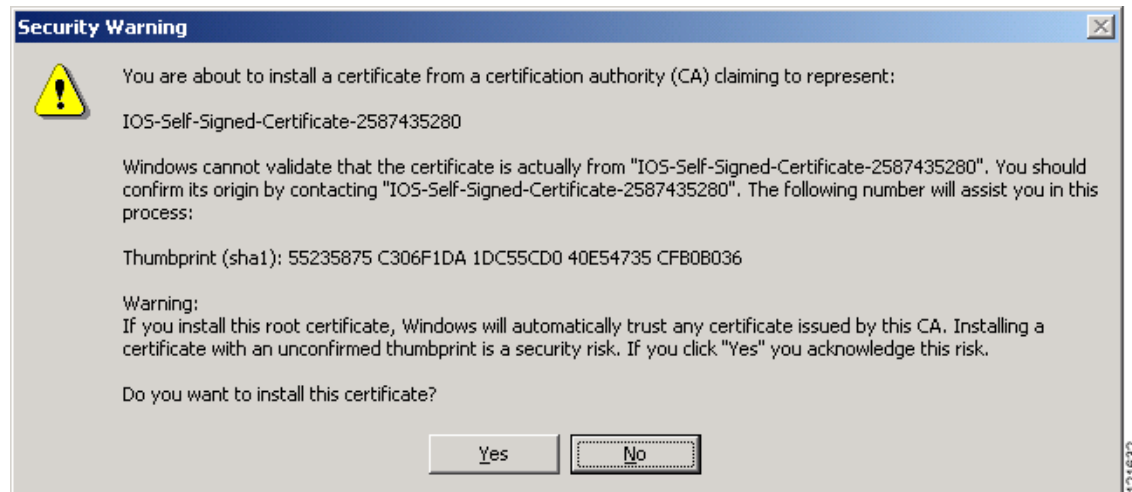 Security Warning
You are about to install a certificate from a certification authority (CA) claiming to represent:
IOS-Self-Signed-Certificate-2587435280
Windows cannot validate that the certificate is actually from "IOS-Self-Signed-Certificate-2587435280". You should
confirm its origin by contacting "IOS-Self-Signed-Certificate-2587435280". The following number will assist you in this
process:
Thumbprint (sha1): 55235875 C306F1DA 1DC55CD0 40E54735 CFB0B036
Warning:
If you install this root certificate, Windows will automatically trust any certificate issued by this CA. Installing a
certificate with an unconfirmed thumbprint is a security risk. If you click "Yes" you acknowledge this risk.
Do you want to install this certificate?
Yes
No